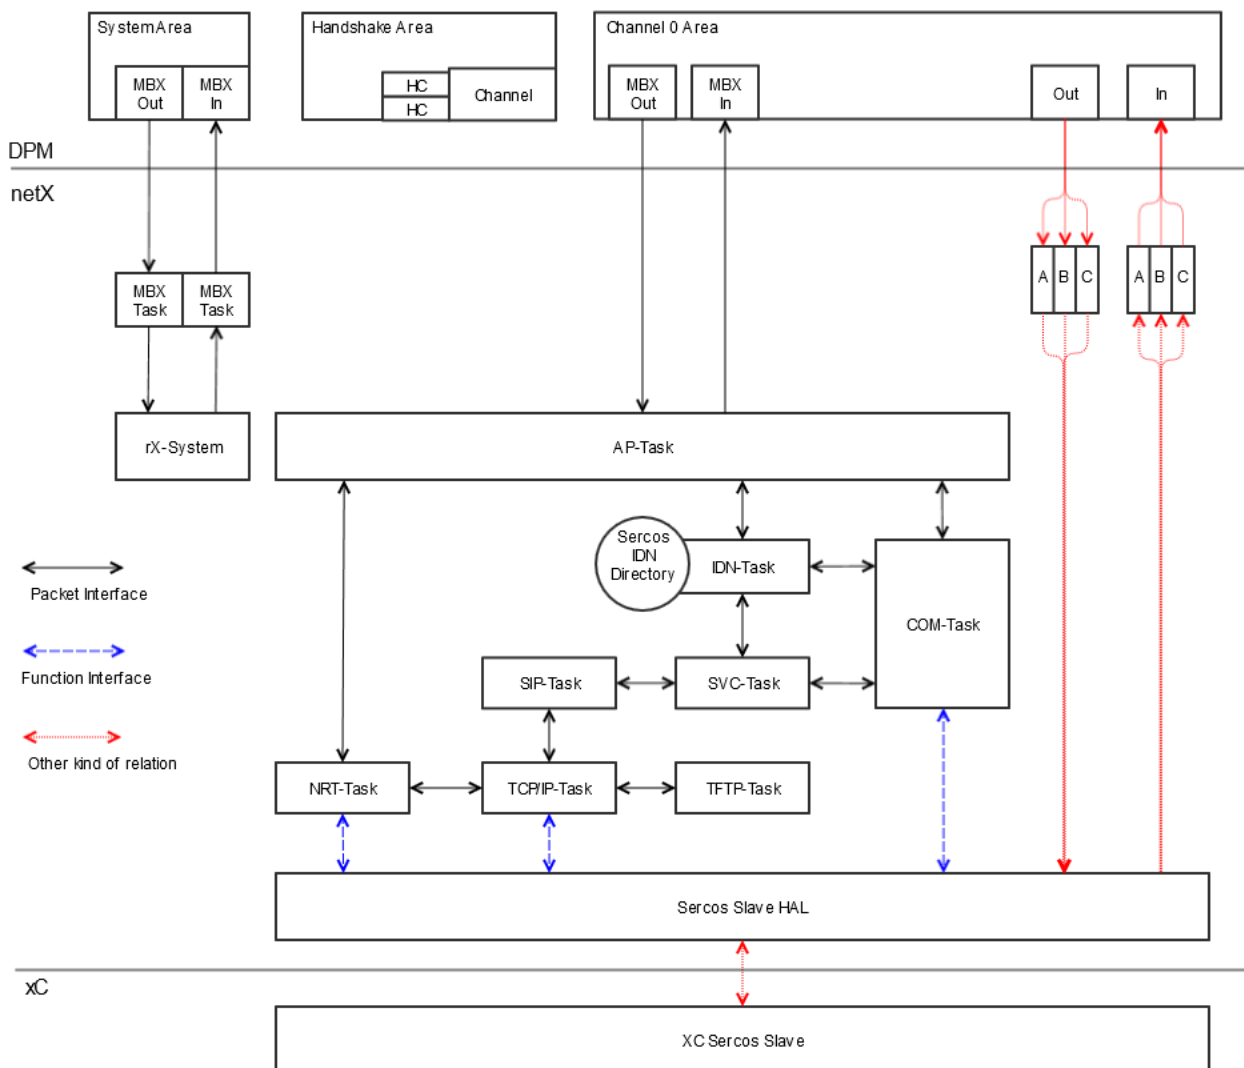 System Area
Handshake Area
Channel 0 Area
MBX
Out
MBX
In
HC
HC
Channel
MBX
Out
MBX
In
Out
In
DPM
netX
MBX
Task
MBX
Task
A
B
C
A
B
C
rX-System
AP-Task
Sercos
IDN
Directory
IDN-Task
COM-Task
Packet Interface
SIP-Task
SVC-Task
Function Interface
Other kind of relation
NRT-Task
TCP/IP-Task
TFTP-Task
Sercos Slave HAL
xC
XC Sercos Slave